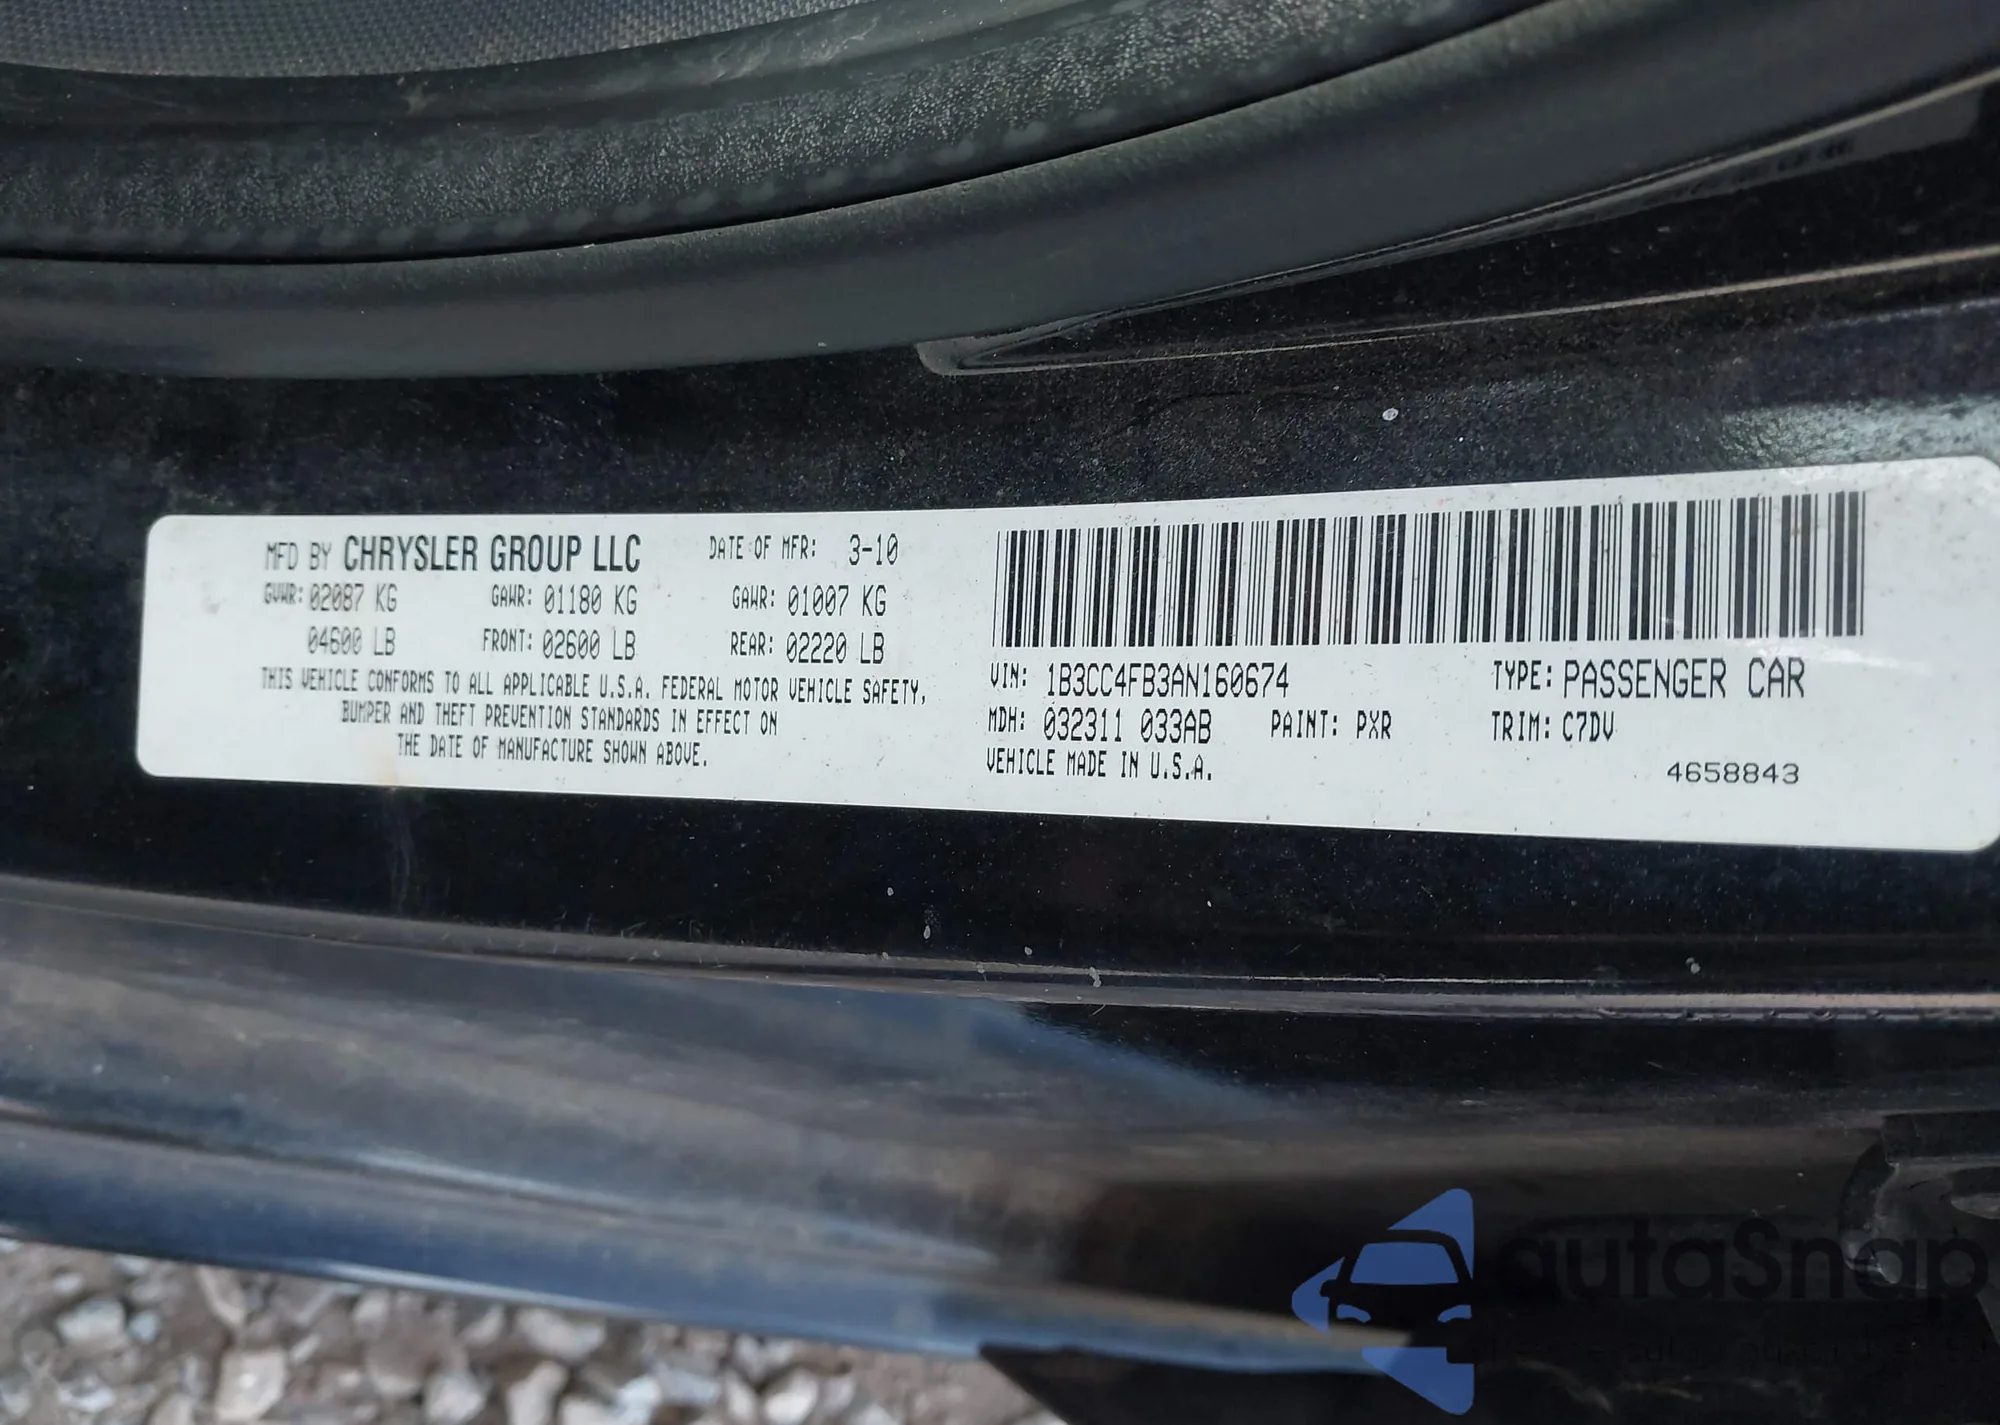 MFD BY CHRYSLER GROUP LLC DATE OF MFR: 3-10
GVWR: 02087 KG GAWR: 01180 KG GAWR: 01007 KG
04600 LB FRONT: 02600 LB REAR: 02220 LB
THIS VEHICLE CONFORMS TO ALL APPLICABLE U.S.A. FEDERAL MOTOR VEHICLE SAFETY,
BUMPER AND THEFT PREVENTION STANDARDS IN EFFECT ON
THE DATE OF MANUFACTURE SHOWN ABOVE.
VIN: 1B3CC4FB3AN160674 TYPE: PASSENGER CAR
MDH: 032311 033AB PAINT: PXR TRIM: C7DV
VEHICLE MADE IN U.S.A.
4658843
autaSnap